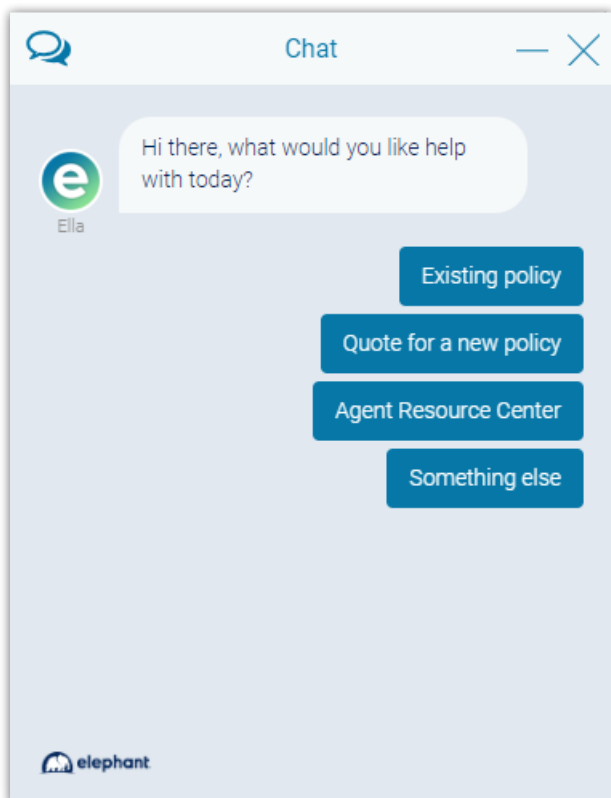 Chat
Hi there, what would you like help
with today?
e
Ella
Existing policy
Quote for a new policy
Agent Resource Center
Something else
elephant